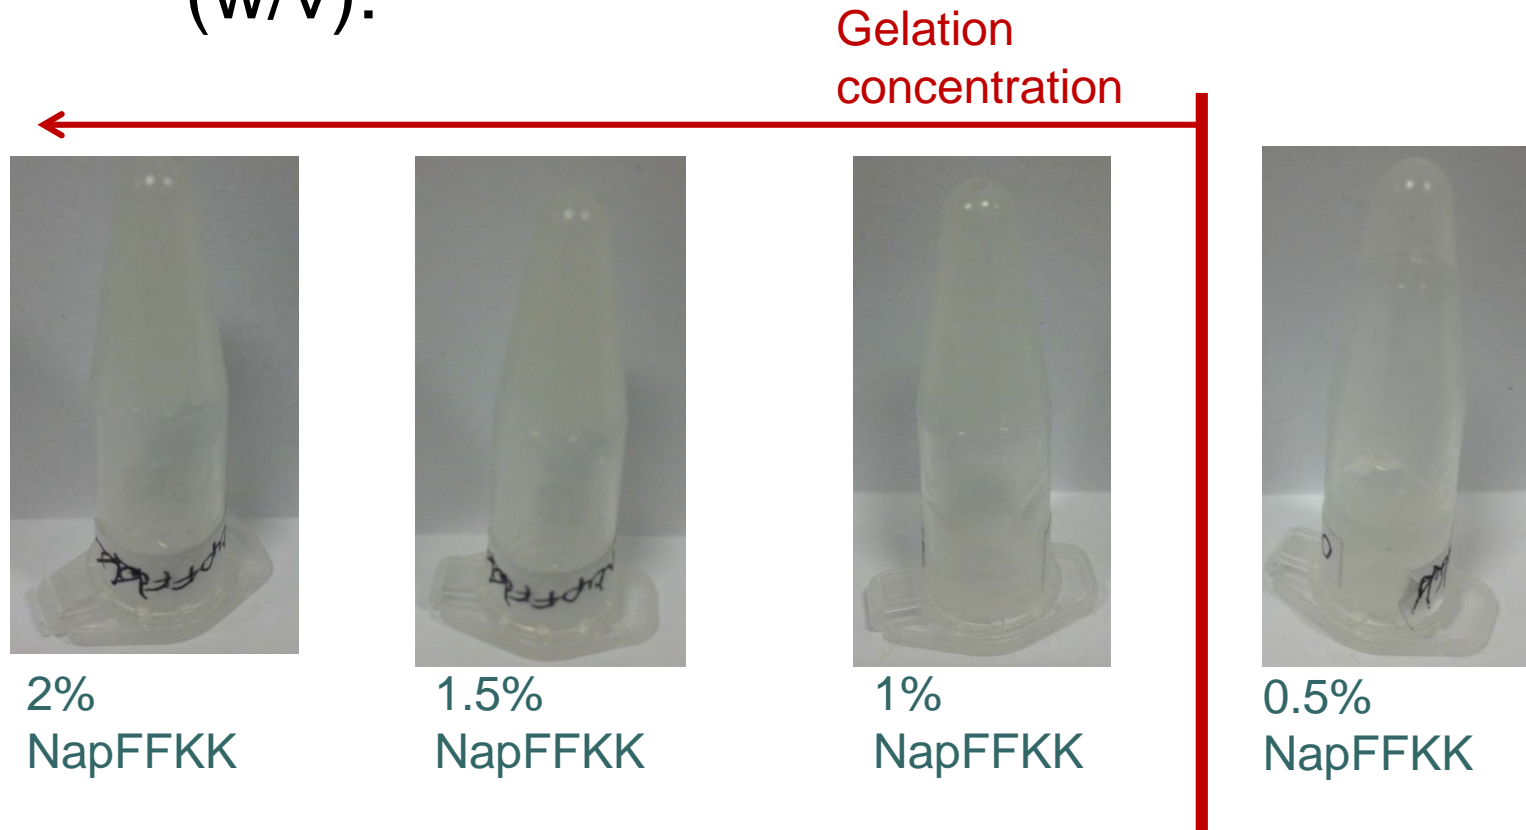 (w/v).
Gelation
concentration
2%
NapFFKK
1.5%
NapFFKK
1%
NapFFKK
0.5%
NapFFKK